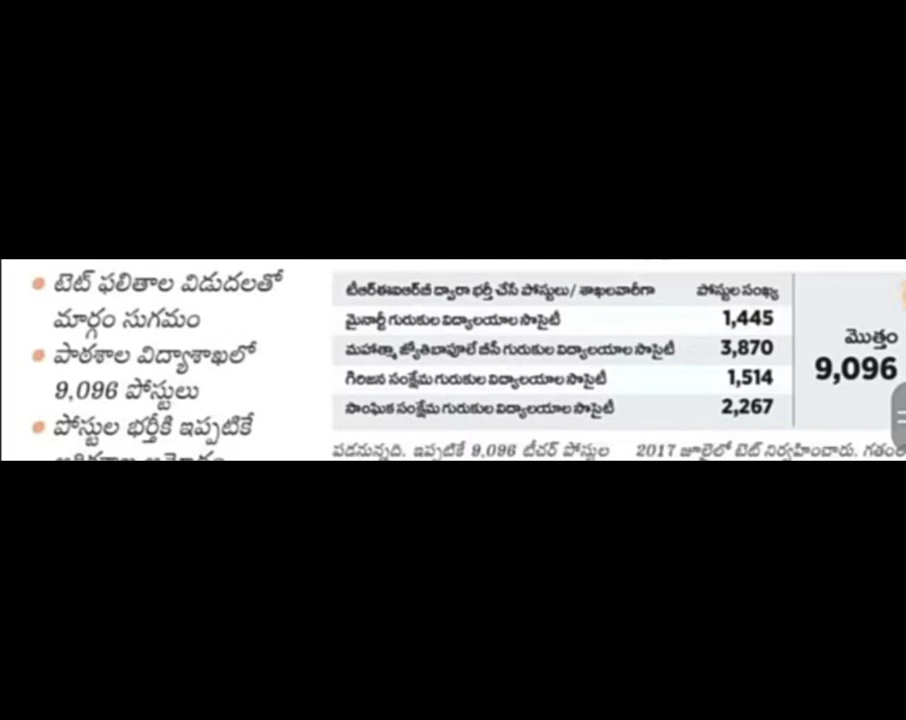 టెట్ ఫలితాల విడుదలతో
మార్గం సుగమం
పాఠశాల విద్యాశాఖలో
9,096 పోస్టులు
పోస్టుల భర్తీకి ఇప్పటికే
టీఆర్ఈఐఆర్‌బీ ద్వారా భర్తీ చేసే పోస్టులు/ శాఖలవారీగా పోస్టుల సంఖ్య
మైనార్టీ గురుకుల విద్యాలయాల సొసైటీ 1,445
మహాత్మా జ్యోతిబాపూలే బీసీ గురుకుల విద్యాలయాల సొసైటీ 3,870
గిరిజన సంక్షేమ గురుకుల విద్యాలయాల సొసైటీ 1,514
సాంఘిక సంక్షేమ గురుకుల విద్యాలయాల సొసైటీ 2,267
మొత్తం
9,096
పడనున్నది. ఇప్పటికే 9,096 టీచర్ పోస్టుల
2017 జూలైలో టెట్ నిర్వహించారు.